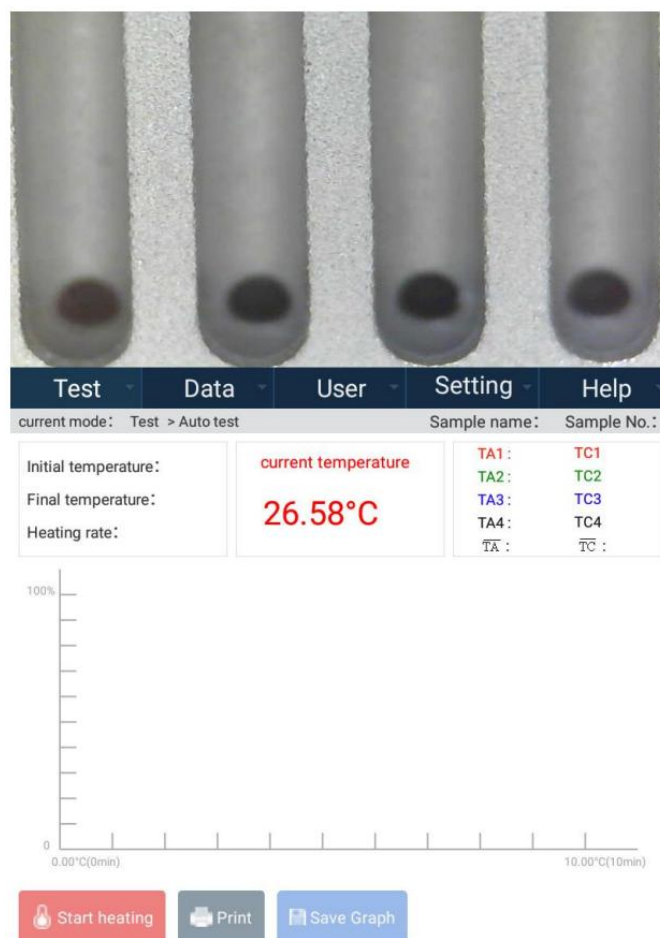 Test Data User Setting Help
current mode: Test > Auto test Sample name: Sample No.:
Initial temperature:
Final temperature:
Heating rate:
current temperature
26.58°C
TA1: TC1
TA2: TC2
TA3: TC3
TA4: TC4
TA: TC:
100%
0
0.00°C(0min) 10.00°C(10min)
Start heating Print Save Graph